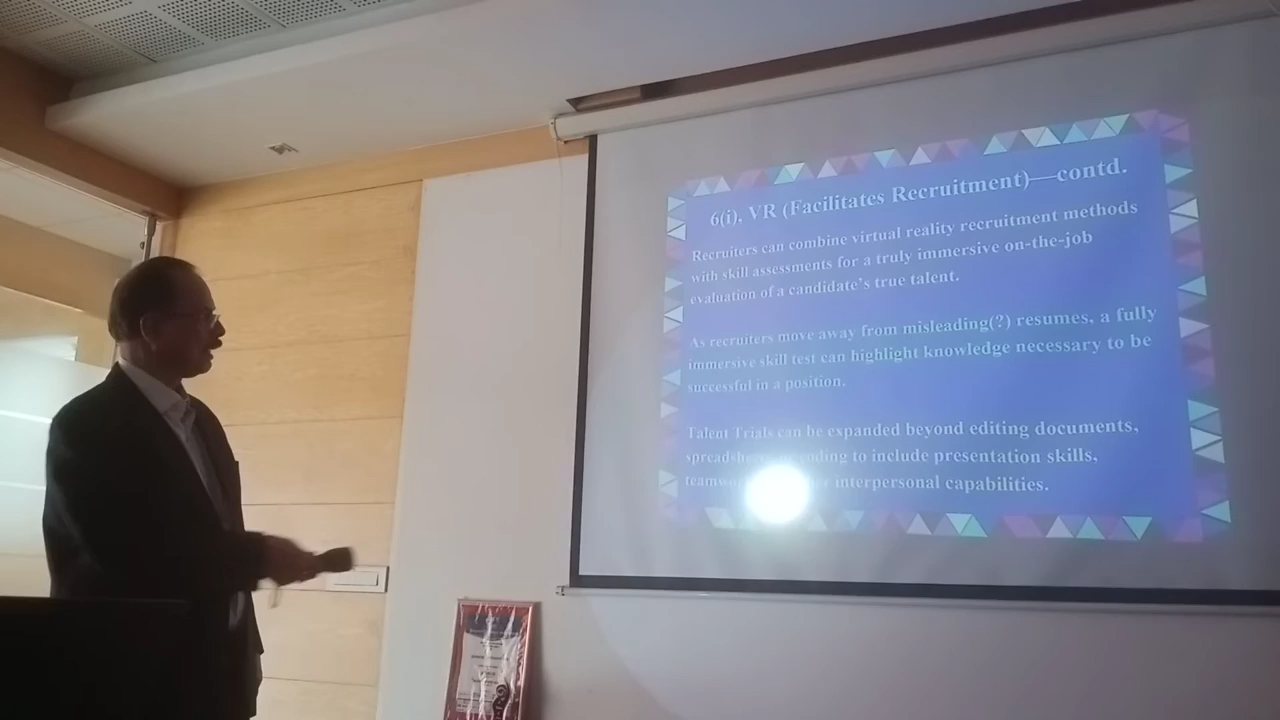 6(i). VR (Facilitates Recruitment)—contd.
Recruiters can combine virtual reality recruitment methods
with skill assessments for a truly immersive on-the-job
evaluation of a candidate's true talent.
As recruiters move away from misleading(?) resumes, a fully
immersive skill test can highlight knowledge necessary to be
successful in a position.
Talent Trials can be expanded beyond editing documents,
to include presentation skills,
interpersonal capabilities.